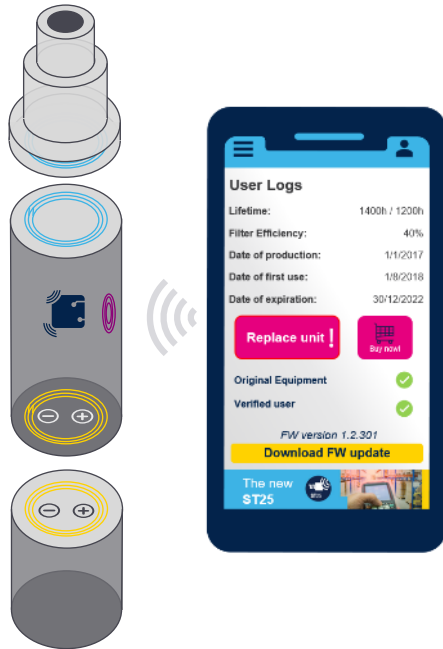 User Logs
Lifetime: 1400h / 1200h
Filter Efficiency: 40%
Date of production: 1/1/2017
Date of first use: 1/8/2018
Date of expiration: 30/12/2022
Replace unit!
Buy now!
Original Equipment
Verified user
FW version 1.2.301
Download FW update
The new
ST25